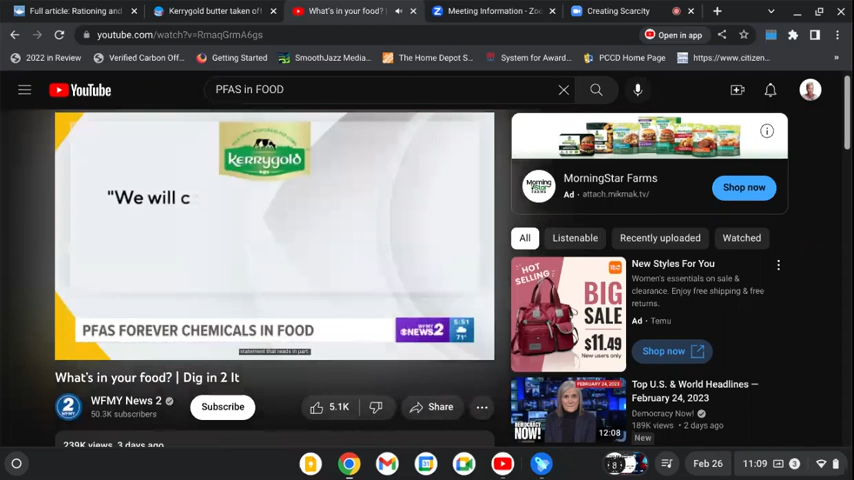 Full article: Rationing and
Kerrygold butter taken of
What's in your food?
Meeting Information - Zoo
Creating Scarcity
youtube.com/watch?v=RmaqGrmA6gs
Open in app
2022 in Review
Verified Carbon Off...
Getting Started
SmoothJazz Media...
The Home Depot S...
System for Award...
PCCD Home Page
https://www.citizen...
YouTube
PFAS in FOOD
Kerrygold
"We will c
PFAS FOREVER CHEMICALS IN FOOD
WFMY
NEWS 2
5:51
71°
statement that reads in part:
What's in your food? | Dig in 2 It
WFMY News 2
50.3K subscribers
Subscribe
5.1K
Share
239K views 3 days ago
MorningStar Farms
Ad · attach.mikmak.tv/
Shop now
All
Listenable
Recently uploaded
Watched
HOT SELLING
BIG
SALE
$11.49
New users only
New Styles For You
Women's essentials on sale &
clearance. Enjoy free shipping & free
returns.
Ad · Temu
Shop now
FEBRUARY 24, 2023
DEMOCRACY
NOW!
12:08
Top U.S. & World Headlines —
February 24, 2023
Democracy Now!
189K views • 2 days ago
New
8
Feb 26
11:09
3